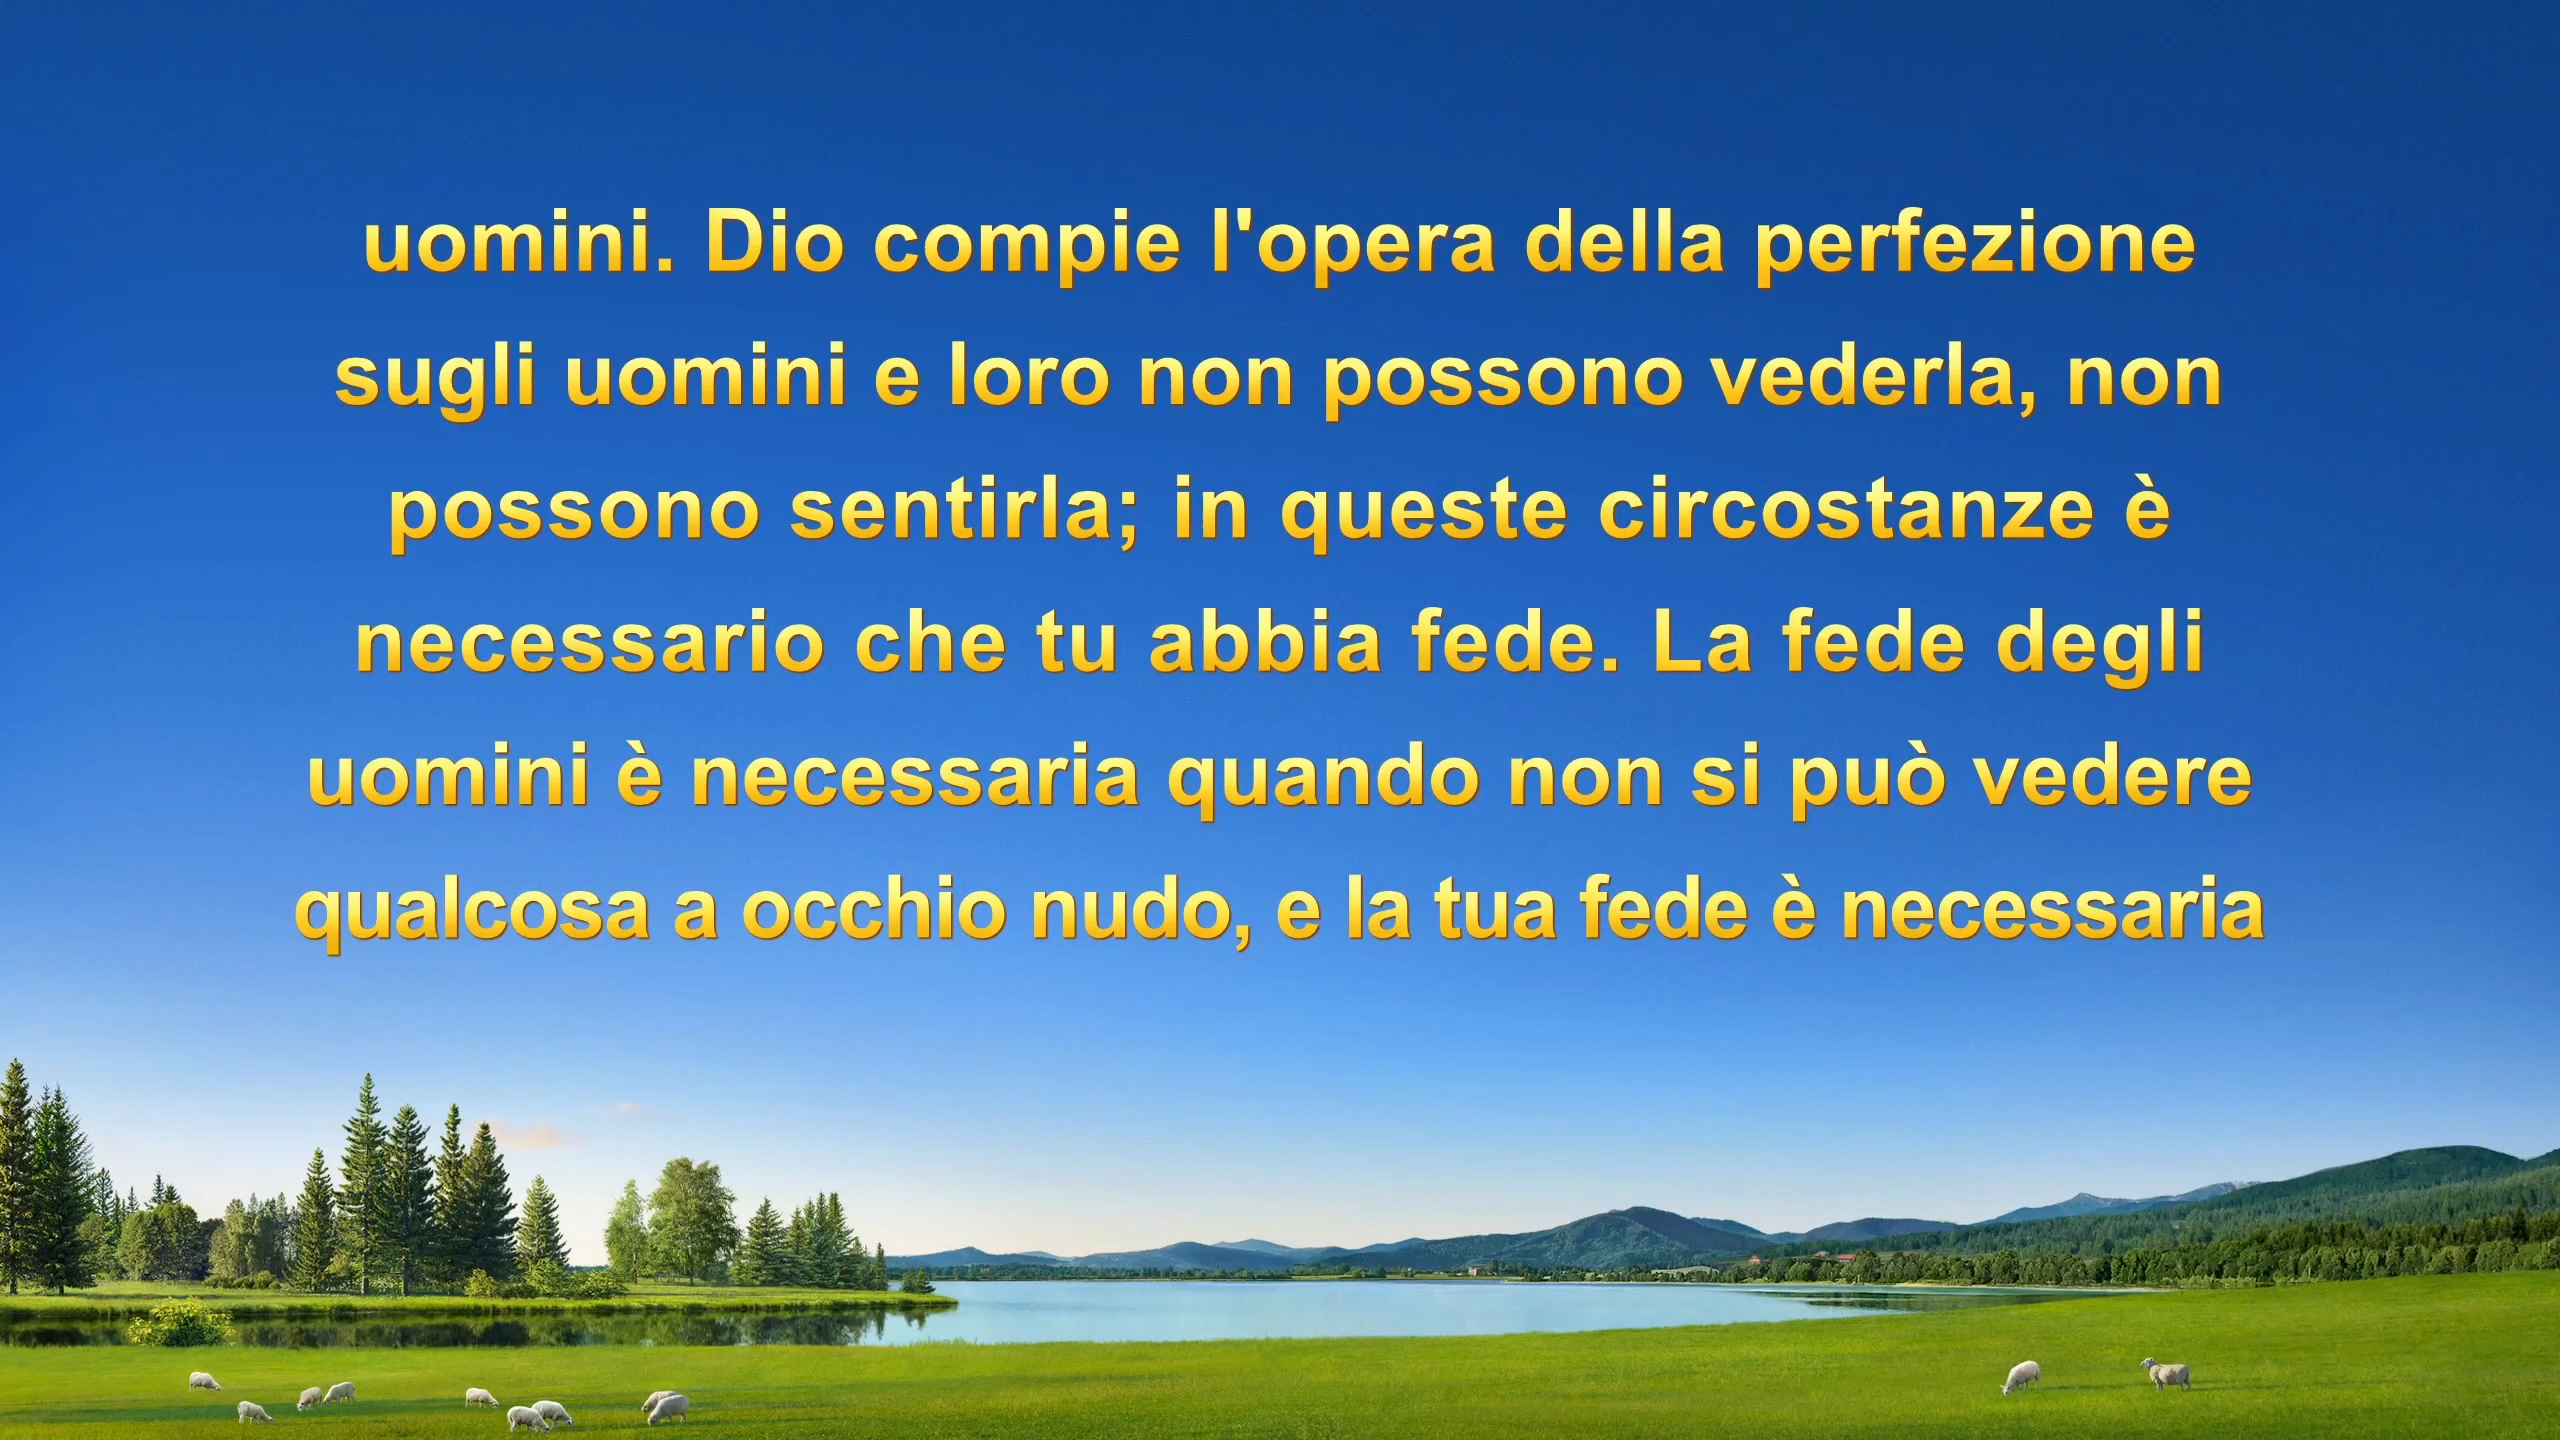 uomini. Dio compie l'opera della perfezione
sugli uomini e loro non possono vederla, non
possono sentirla; in queste circostanze è
necessario che tu abbia fede. La fede degli
uomini è necessaria quando non si può vedere
qualcosa a occhio nudo, e la tua fede è necessaria